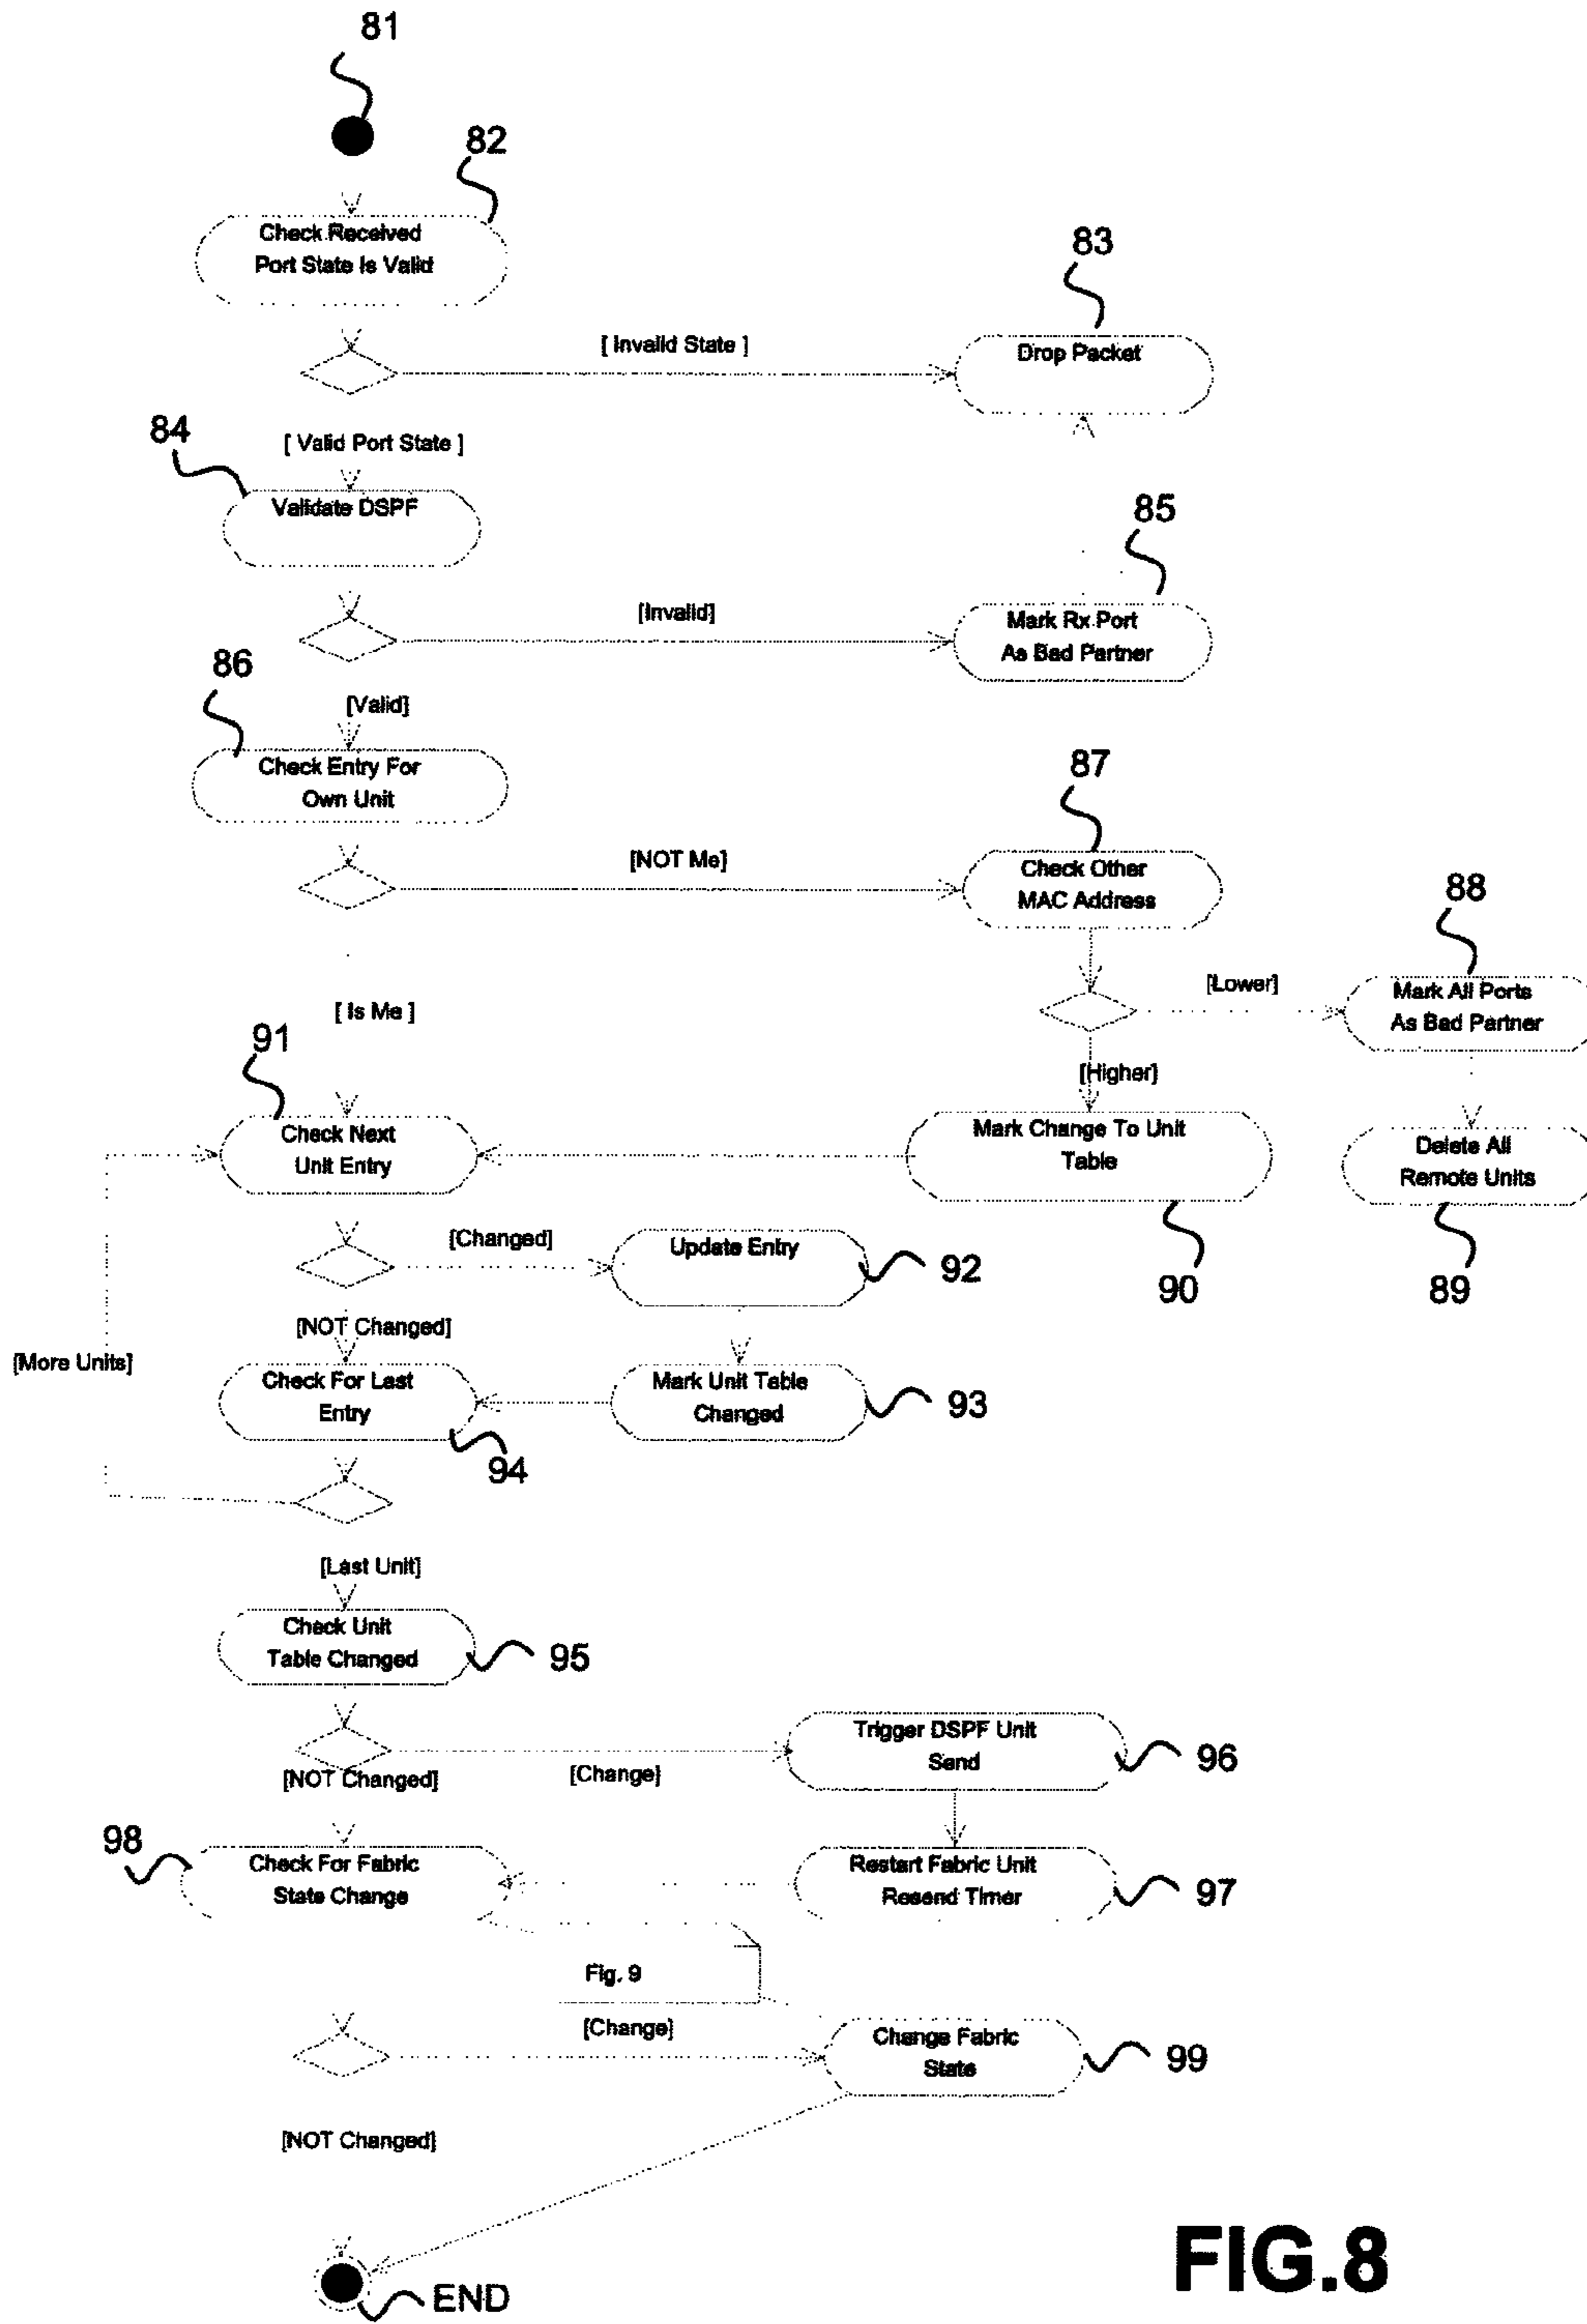 81
82
Check Received
Port State Is Valid
83
[ Invalid State ]
Drop Packet
84
[ Valid Port State ]
Validate DSPF
85
[Invalid]
Mark Rx Port
As Bad Partner
86
[Valid]
Check Entry For
Own Unit
87
[NOT Me]
Check Other
MAC Address
88
[Lower]
Mark All Ports
As Bad Partner
[ Is Me ]
91
[Higher]
Check Next
Unit Entry
Mark Change To Unit
Table
Delete All
Remote Units
[Changed]
Update Entry
92
90
89
[NOT Changed]
[More Units]
Check For Last
Entry
Mark Unit Table
Changed
93
94
[Last Unit]
Check Unit
Table Changed
95
Trigger DSPF Unit
Send
96
[NOT Changed]
[Change]
98
Check For Fabric
State Change
Restart Fabric Unit
Resend Timer
97
Fig. 9
[Change]
Change Fabric
State
99
[NOT Changed]
END
FIG.8